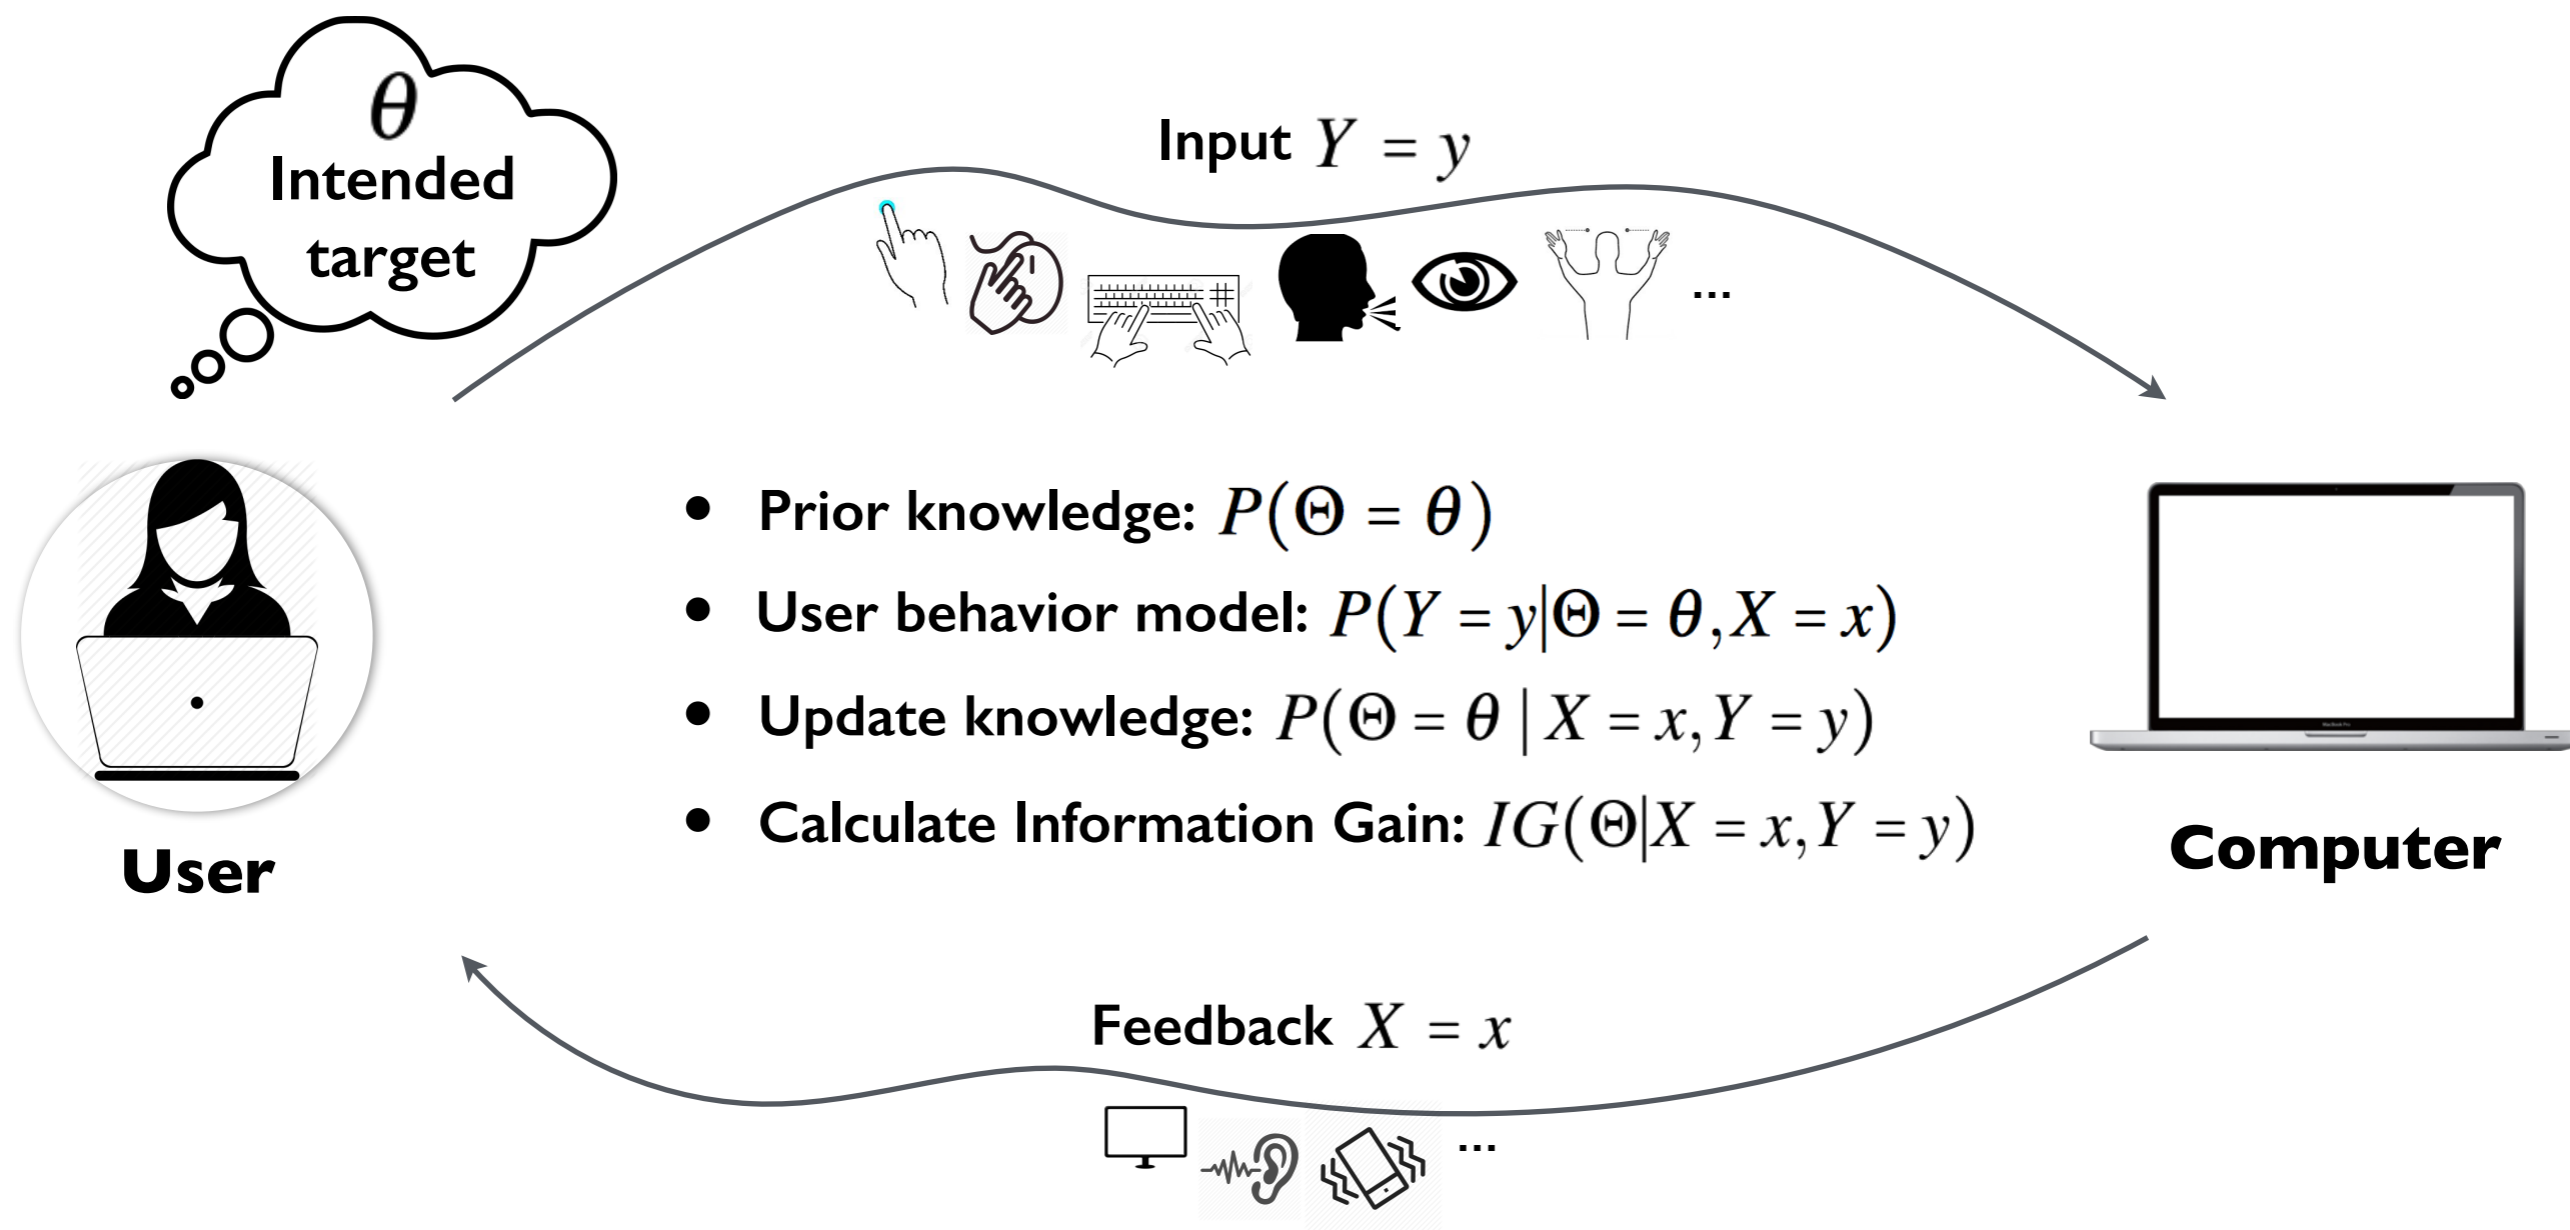 θ
Intended
target
Input Y = y
...
• Prior knowledge: P(Θ = θ)
• User behavior model: P(Y = y|Θ = θ, X = x)
• Update knowledge: P(Θ = θ | X = x, Y = y)
• Calculate Information Gain: IG(Θ|X = x, Y = y)
User
Computer
Feedback X = x
...